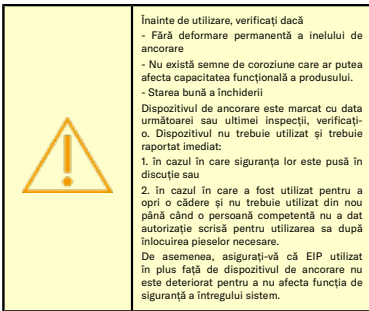 Înainte de utilizare, verificați dacă
- Fără deformare permanentă a inelului de
ancorare
- Nu există semne de coroziune care ar putea
afecta capacitatea funcțională a produsului.
- Starea bună a închiderii
Dispozitivul de ancorare este marcat cu data
următoarei sau ultimei inspecții, verificați-
o. Dispozitivul nu trebuie utilizat și trebuie
raportat imediat:
1. în cazul în care siguranța lor este pusă în
discuție sau
2. în cazul în care a fost utilizat pentru a
opri o cădere și nu trebuie utilizat din nou
până când o persoană competentă nu a dat
autorizație scrisă pentru utilizarea sa după
înlocuirea pieselor necesare.
De asemenea, asigurați-vă că EIP utilizat
în plus față de dispozitivul de ancorare nu
este deteriorat pentru a nu afecta funcția de
siguranță a întregului sistem.